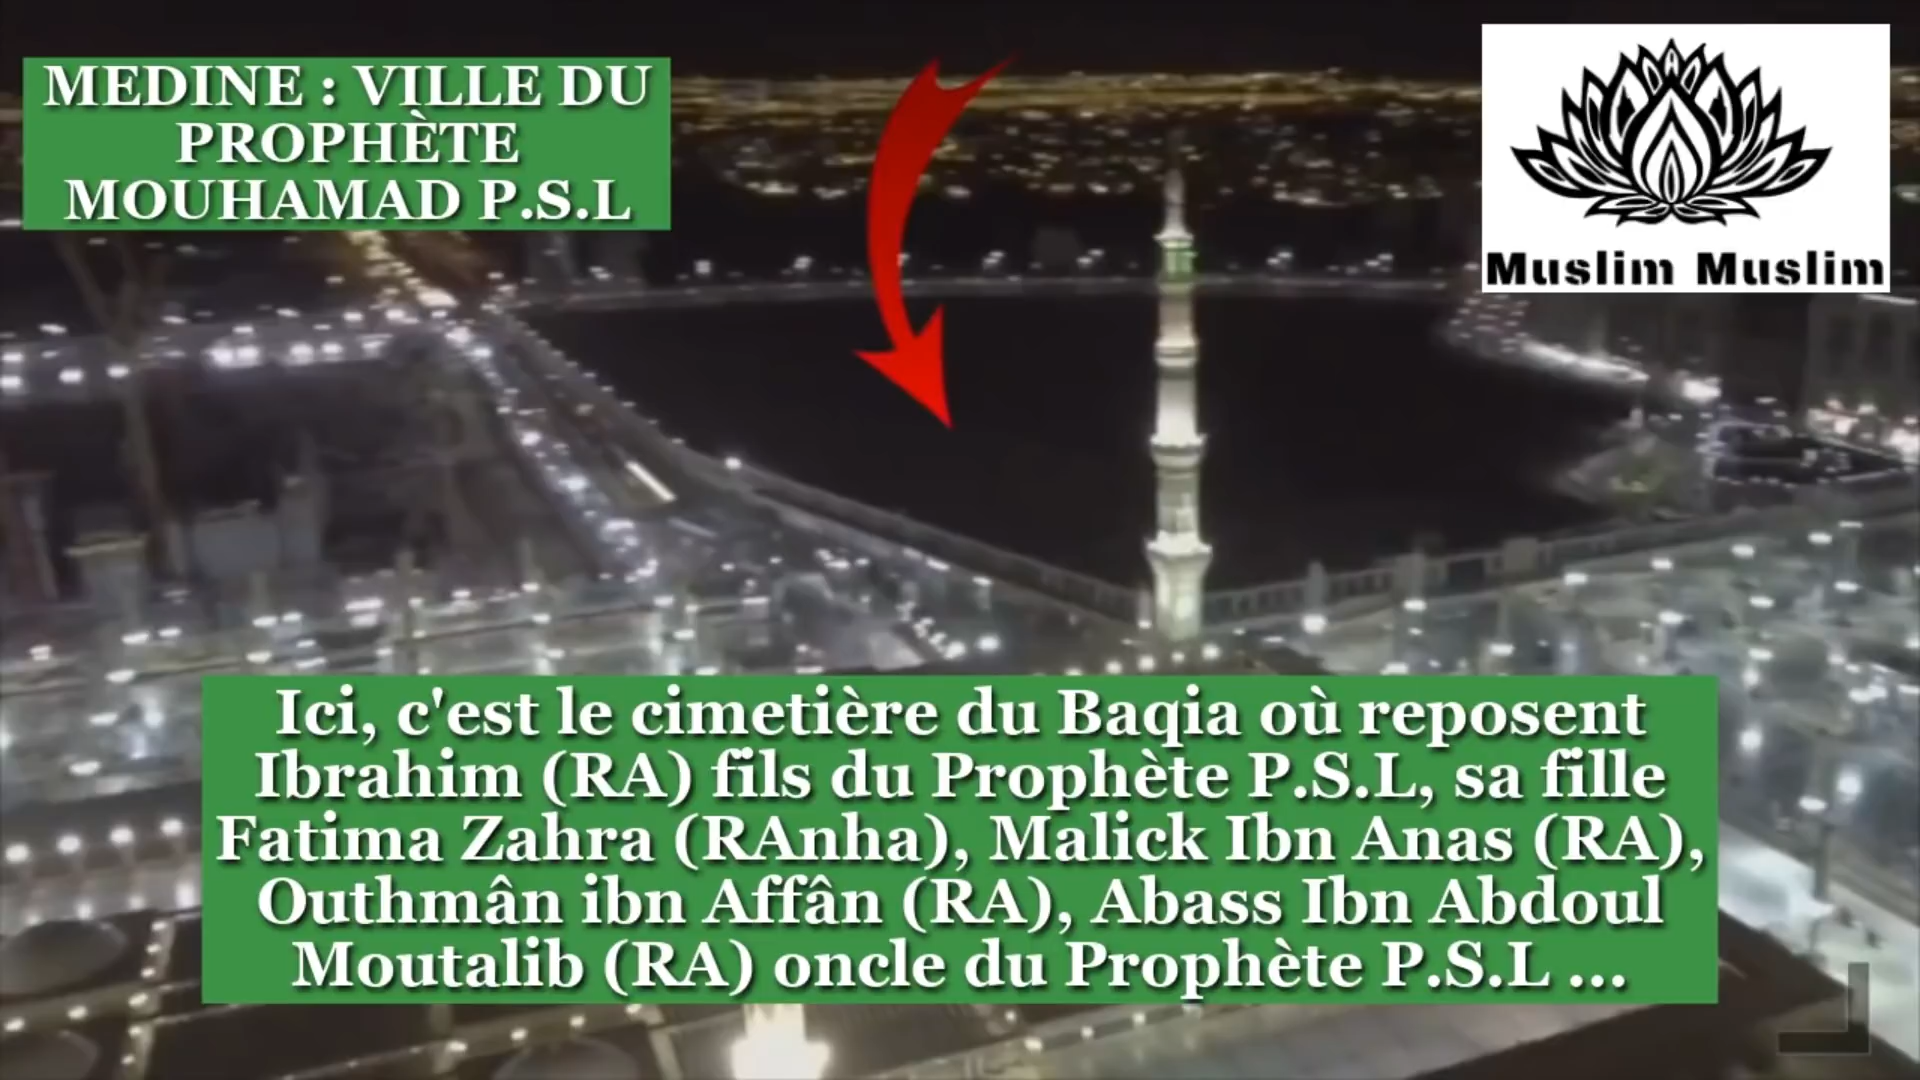 MEDINE : VILLE DU
PROPHÈTE
MOUHAMAD P.S.L
Muslim Muslim
Ici, c'est le cimetière du Baqia où reposent
Ibrahim (RA) fils du Prophète P.S.L, sa fille
Fatima Zahra (RAnha), Malick Ibn Anas (RA),
Outhmân ibn Affân (RA), Abass Ibn Abdoul
Moutalib (RA) oncle du Prophète P.S.L ...